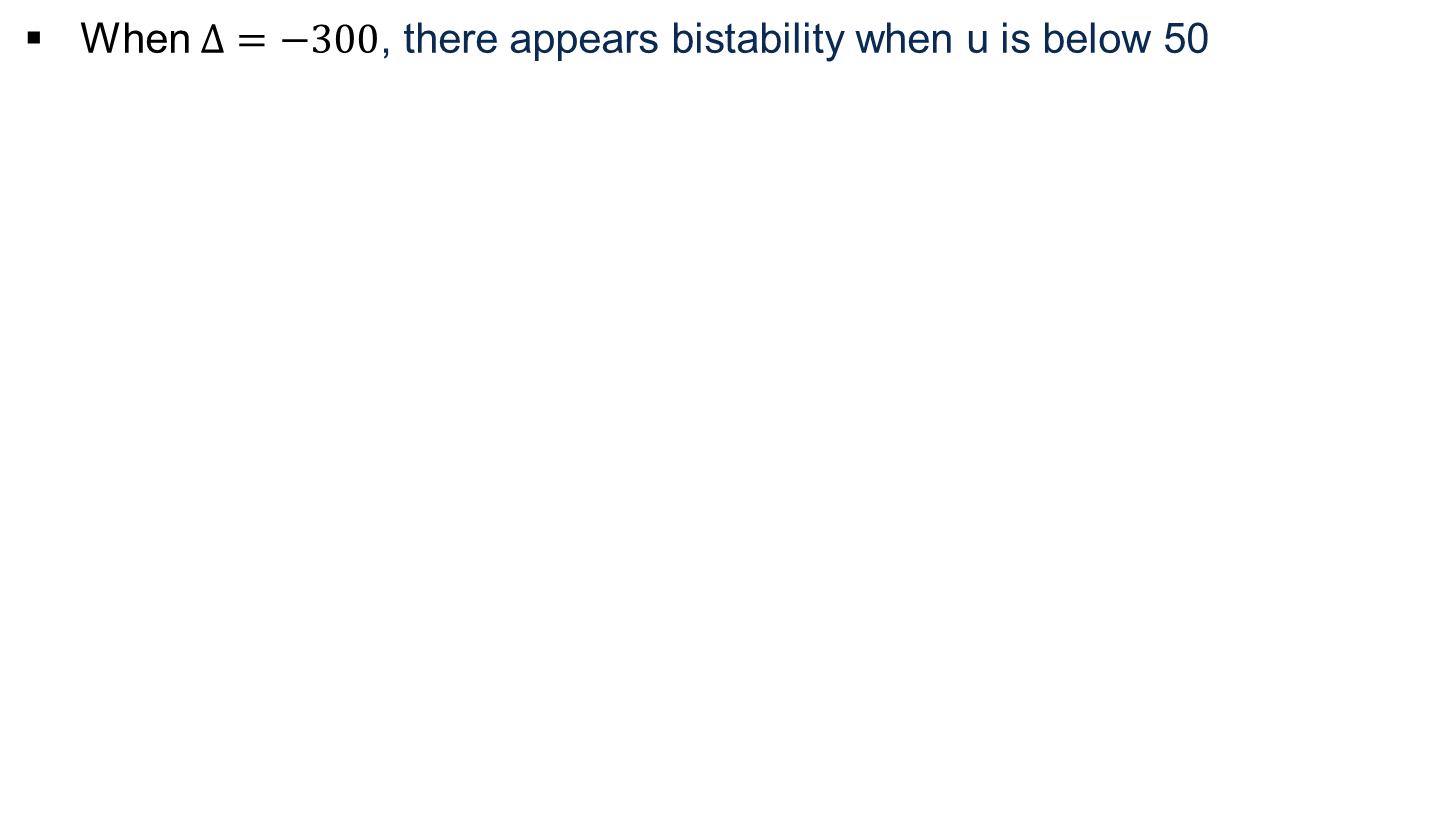 ▪ When Δ = −300, there appears bistability when u is below 50